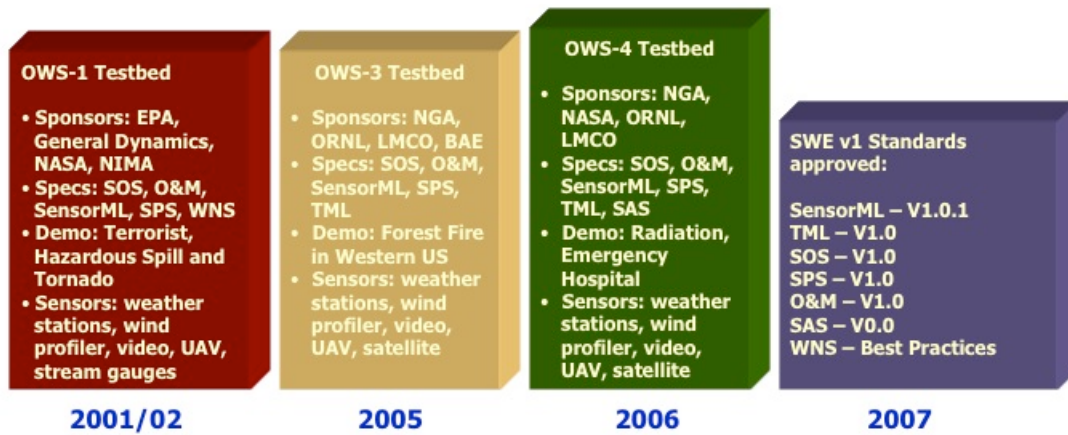 OWS-1 Testbed
• Sponsors: EPA,
General Dynamics,
NASA, NIMA
• Specs: SOS, O&M,
SensorML, SPS, WNS
• Demo: Terrorist,
Hazardous Spill and
Tornado
• Sensors: weather
stations, wind
profiler, video, UAV,
stream gauges
2001/02
OWS-3 Testbed
• Sponsors: NGA,
ORNL, LMCO, BAE
• Specs: SOS, O&M,
SensorML, SPS,
TML
• Demo: Forest Fire
in Western US
• Sensors: weather
stations, wind
profiler, video,
UAV, satellite
2005
OWS-4 Testbed
• Sponsors: NGA,
NASA, ORNL,
LMCO
• Specs: SOS, O&M,
SensorML, SPS,
TML, SAS
• Demo: Radiation,
Emergency
Hospital
• Sensors: weather
stations, wind
profiler, video,
UAV, satellite
2006
SWE v1 Standards
approved:
SensorML – V1.0.1
TML – V1.0
SOS – V1.0
SPS – V1.0
O&M – V1.0
SAS – V0.0
WNS – Best Practices
2007